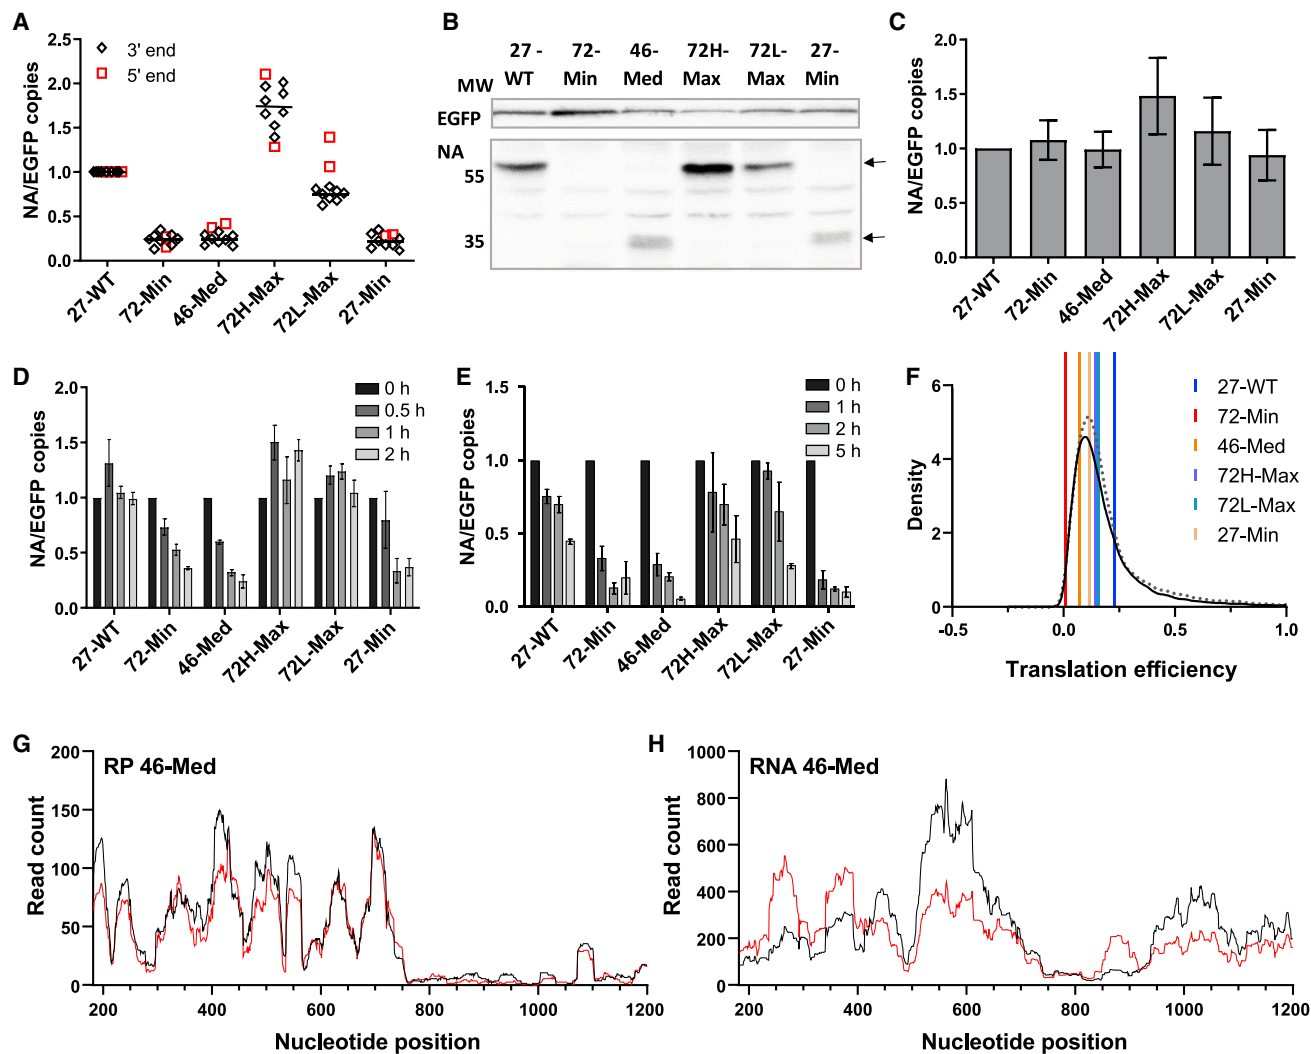 A
NA/EGFP copies
2.5
2.0
1.5
1.0
0.5
0.0
3' end
5' end
27-WT
72-Min
46-Med
72H-Max
72L-Max
27-Min
B
27 - 72- 46- 72H- 72L- 27-
MW WT Min Med Max Max Min
EGFP
NA
55
35
C
NA/EGFP copies
2.0
1.5
1.0
0.5
0.0
27-WT
72-Min
46-Med
72H-Max
72L-Max
27-Min
D
NA/EGFP copies
2.0
1.5
1.0
0.5
0.0
0 h
0.5 h
1 h
2 h
27-WT
72-Min
46-Med
72H-Max
72L-Max
27-Min
E
NA/EGFP copies
1.5
1.0
0.5
0.0
0 h
1 h
2 h
5 h
27-WT
72-Min
46-Med
72H-Max
72L-Max
27-Min
F
Density
6
4
2
0
-0.5 0.0 0.5 1.0
Translation efficiency
27-WT
72-Min
46-Med
72H-Max
72L-Max
27-Min
G
RP 46-Med
Read count
200
150
100
50
0
200 400 600 800 1000 1200
Nucleotide position
H
RNA 46-Med
Read count
1000
800
600
400
200
0
200 400 600 800 1000 1200
Nucleotide position